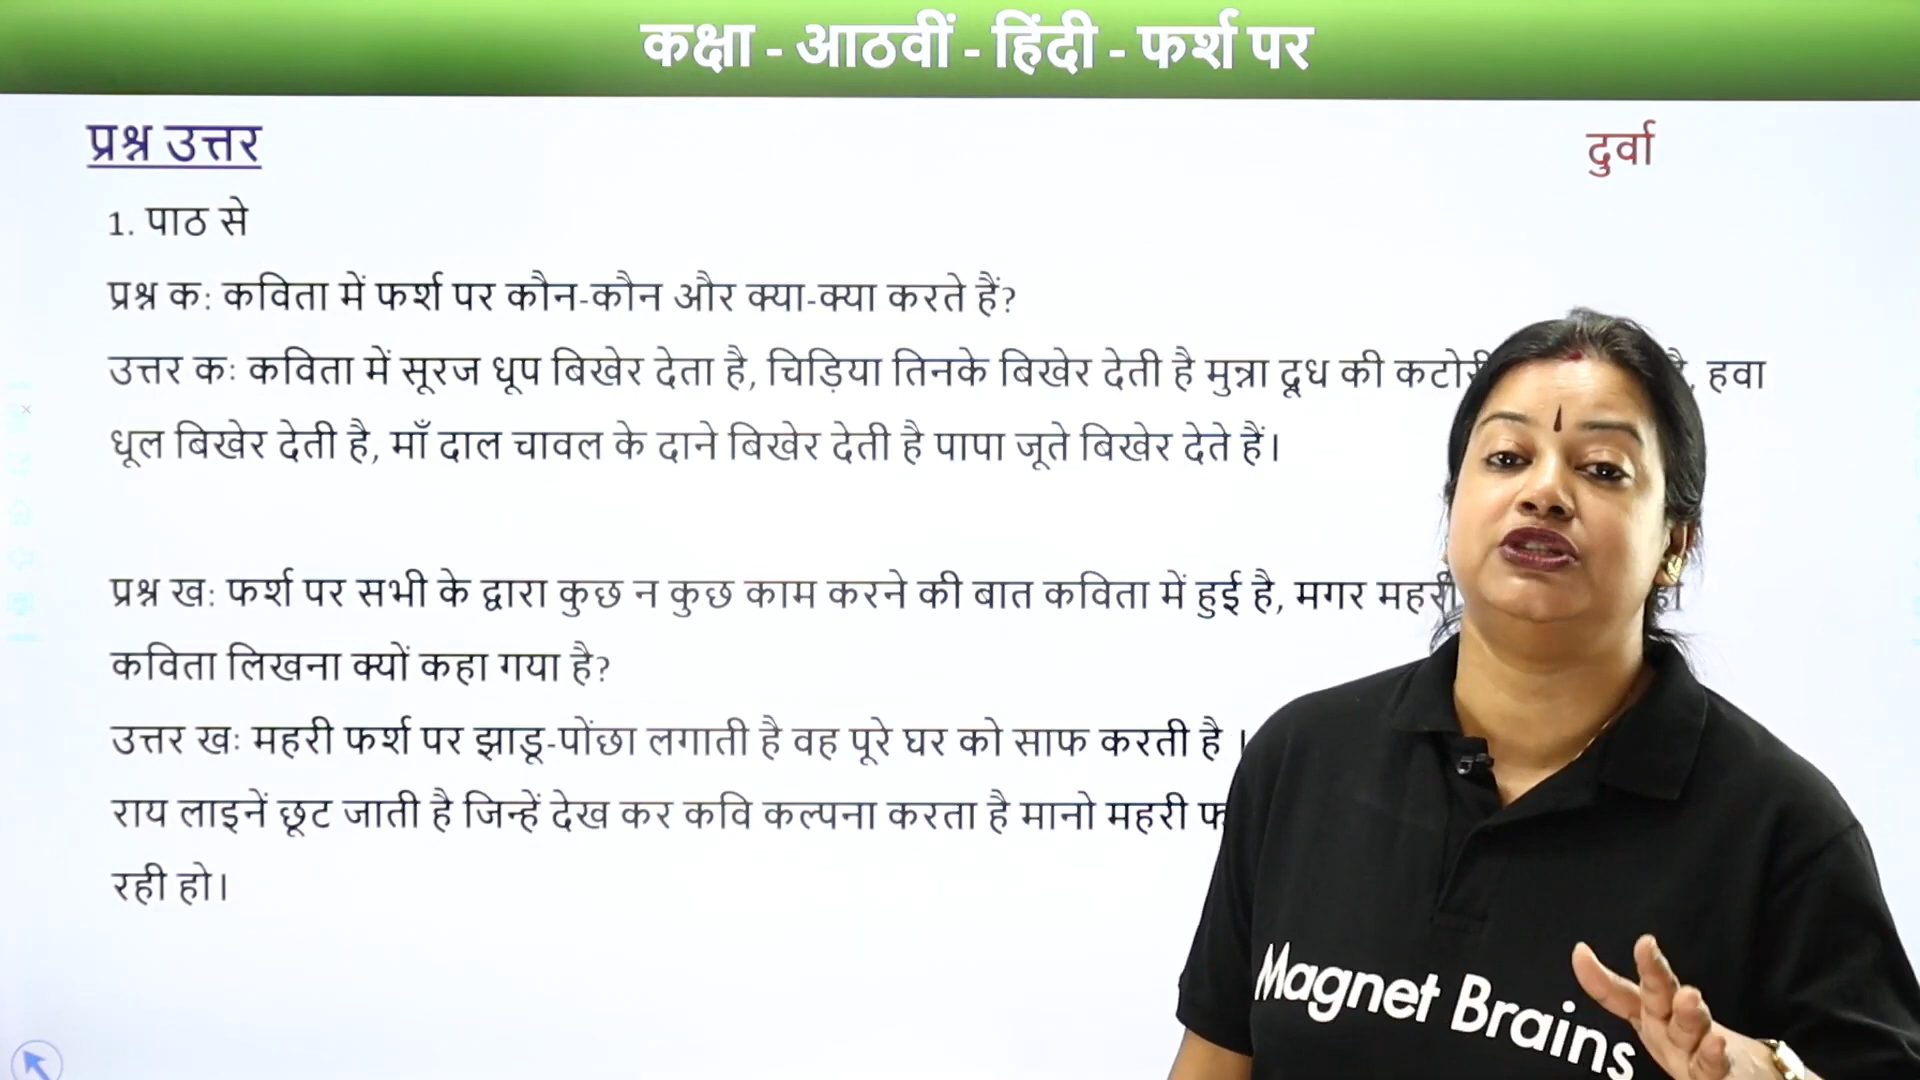 कक्षा - आठवीं - हिंदी - फर्श पर
प्रश्न उत्तर
दुर्वा
1. पाठ से
प्रश्न क: कविता में फर्श पर कौन-कौन और क्या-क्या करते हैं?
उत्तर क: कविता में सूरज धूप बिखेर देता है, चिड़िया तिनके बिखेर देती है मुन्ना दूध की हवा
धूल बिखेर देती है, माँ दाल चावल के दाने बिखेर देती है पापा जूते बिखेर देते हैं।
प्रश्न ख: फर्श पर सभी के द्वारा कुछ न कुछ काम करने की बात कविता में हुई है, मगर महरी
कविता लिखना क्यों कहा गया है?
उत्तर ख: महरी फर्श पर झाडू-पोंछा लगाती है वह पूरे घर को साफ करती है ।
राय लाइनें छूट जाती है जिन्हें देख कर कवि कल्पना करता है मानो महरी
रही हो।
Magnet Brains